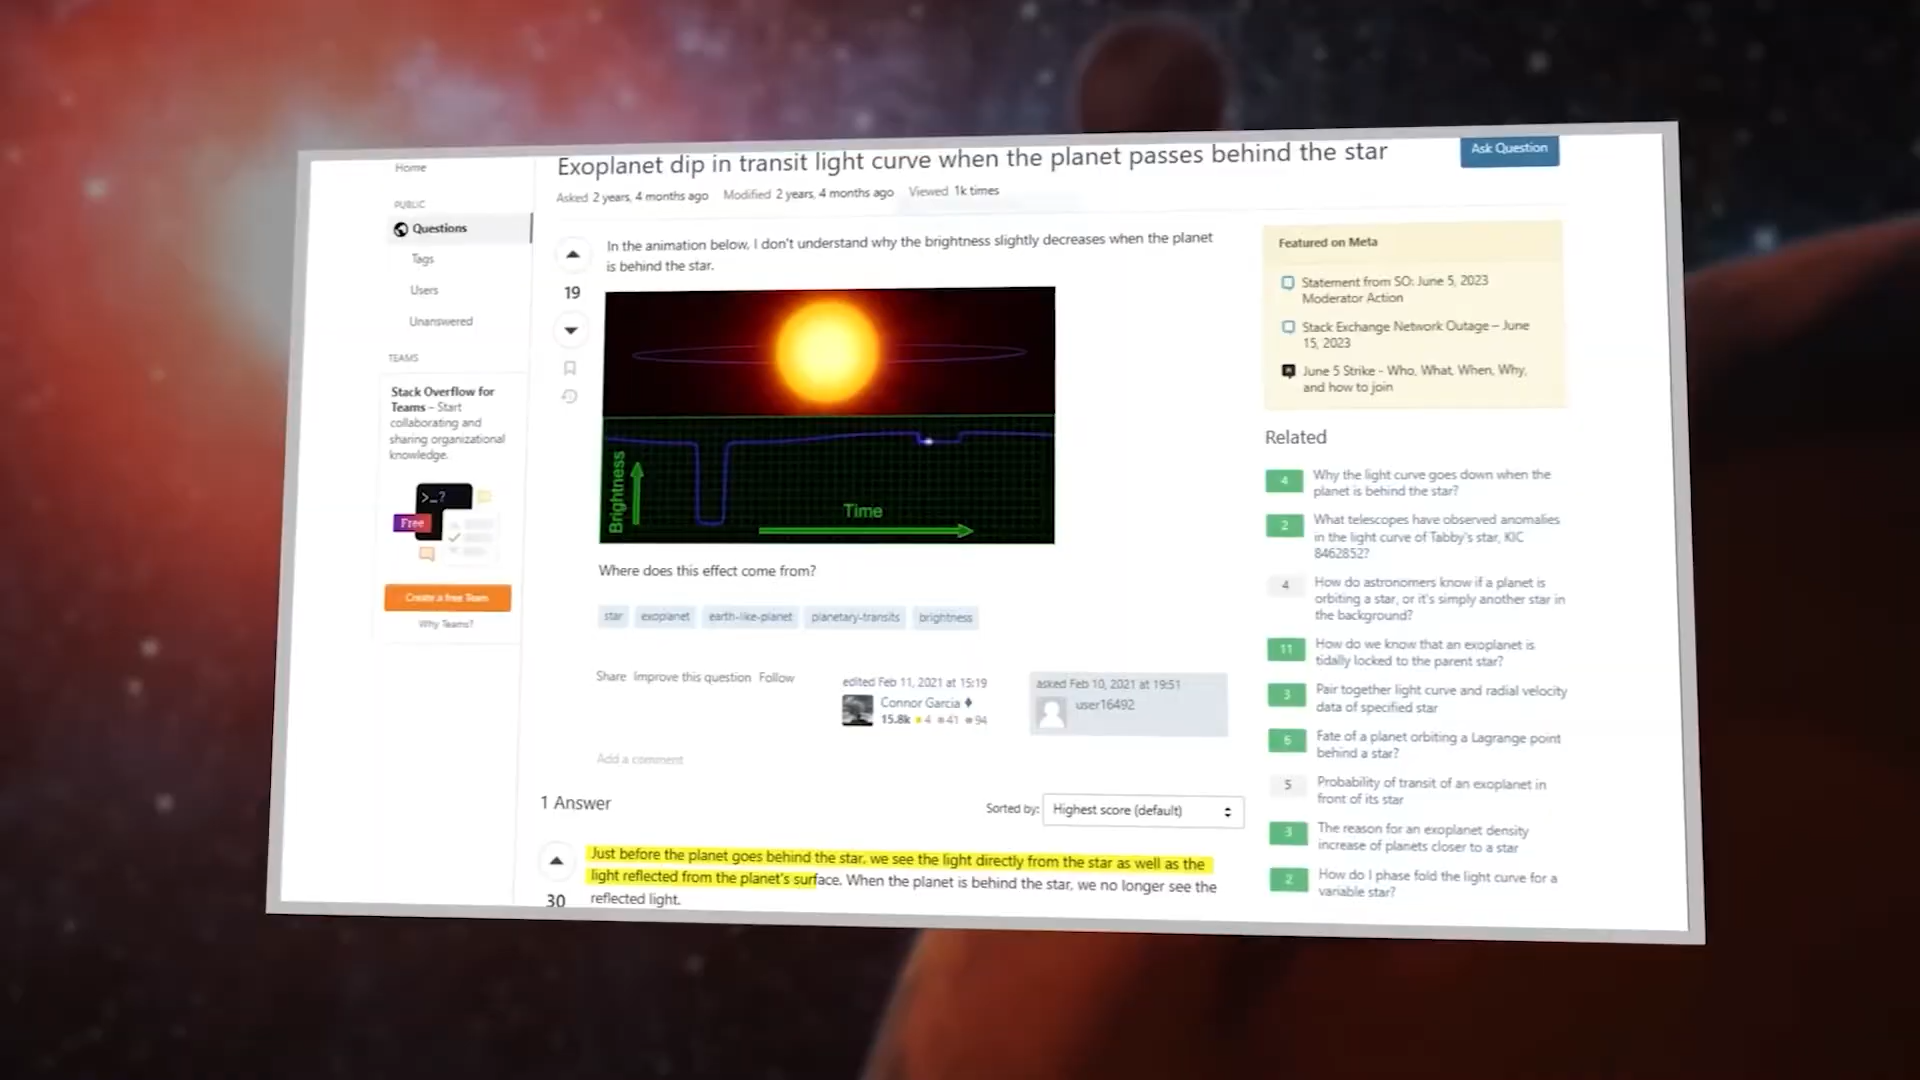 Home
PUBLIC
Questions
Tags
Users
Unanswered
TEAMS
Stack Overflow for
Teams – Start
collaborating and
sharing organizational
knowledge.
>_?
Free
Create a free Team
Why Teams?
Exoplanet dip in transit light curve when the planet passes behind the star
Ask Question
Asked 2 years, 4 months ago Modified 2 years, 4 months ago Viewed 1k times
19
In the animation below, I don't understand why the brightness slightly decreases when the planet
is behind the star.
Brightness
Time
Where does this effect come from?
star exoplanet earth-like-planet planetary-transits brightness
Share Improve this question Follow
edited Feb 11, 2021 at 15:19
Connor Garcia
15.8k 4 41 94
asked Feb 10, 2021 at 19:51
user16492
Add a comment
1 Answer
Sorted by: Highest score (default)
30
Just before the planet goes behind the star, we see the light directly from the star as well as the
light reflected from the planet's surface. When the planet is behind the star, we no longer see the
reflected light.
Featured on Meta
Statement from SO: June 5, 2023
Moderator Action
Stack Exchange Network Outage – June
15, 2023
June 5 Strike - Who, What, When, Why,
and how to join
Related
4 Why the light curve goes down when the
planet is behind the star?
2 What telescopes have observed anomalies
in the light curve of Tabby's star, KIC
8462852?
4 How do astronomers know if a planet is
orbiting a star, or it's simply another star in
the background?
11 How do we know that an exoplanet is
tidally locked to the parent star?
3 Pair together light curve and radial velocity
data of specified star
6 Fate of a planet orbiting a Lagrange point
behind a star?
5 Probability of transit of an exoplanet in
front of its star
3 The reason for an exoplanet density
increase of planets closer to a star
2 How do I phase fold the light curve for a
variable star?